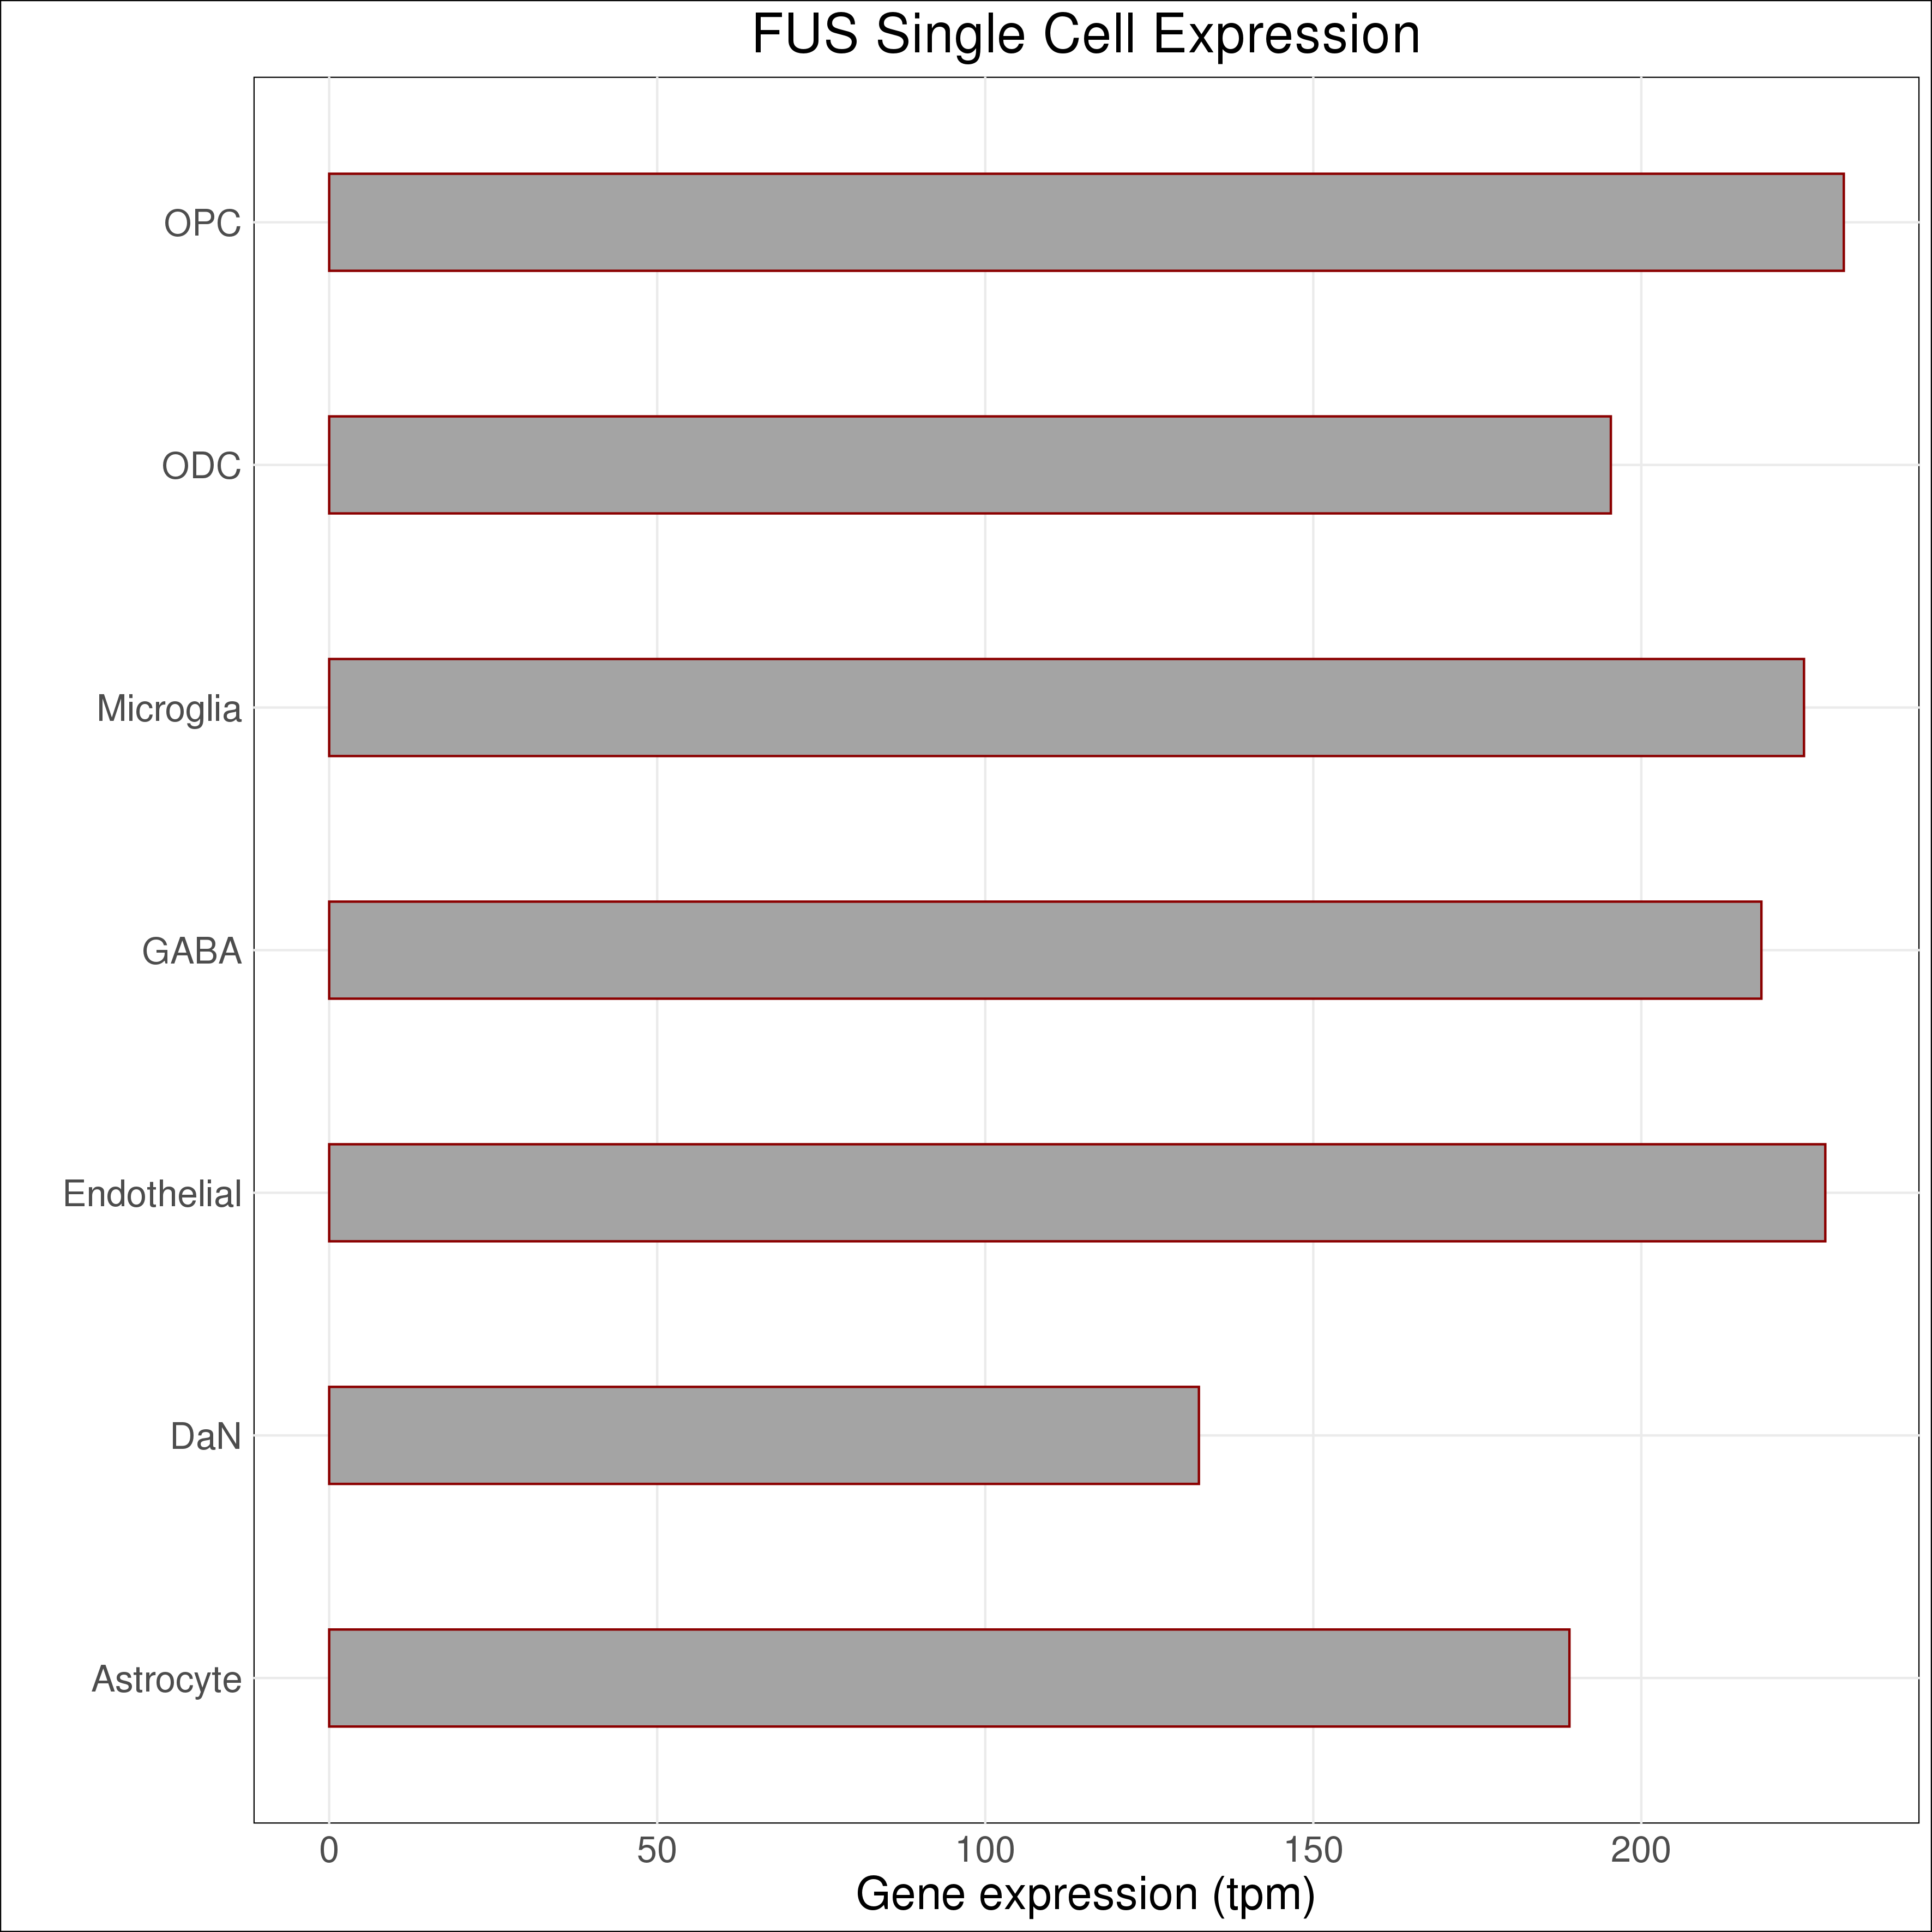 FUS Single Cell Expression
OPC
ODC
Microglia
GABA
Endothelial
DaN
Astrocyte
0 50 100 150 200
Gene expression (tpm)